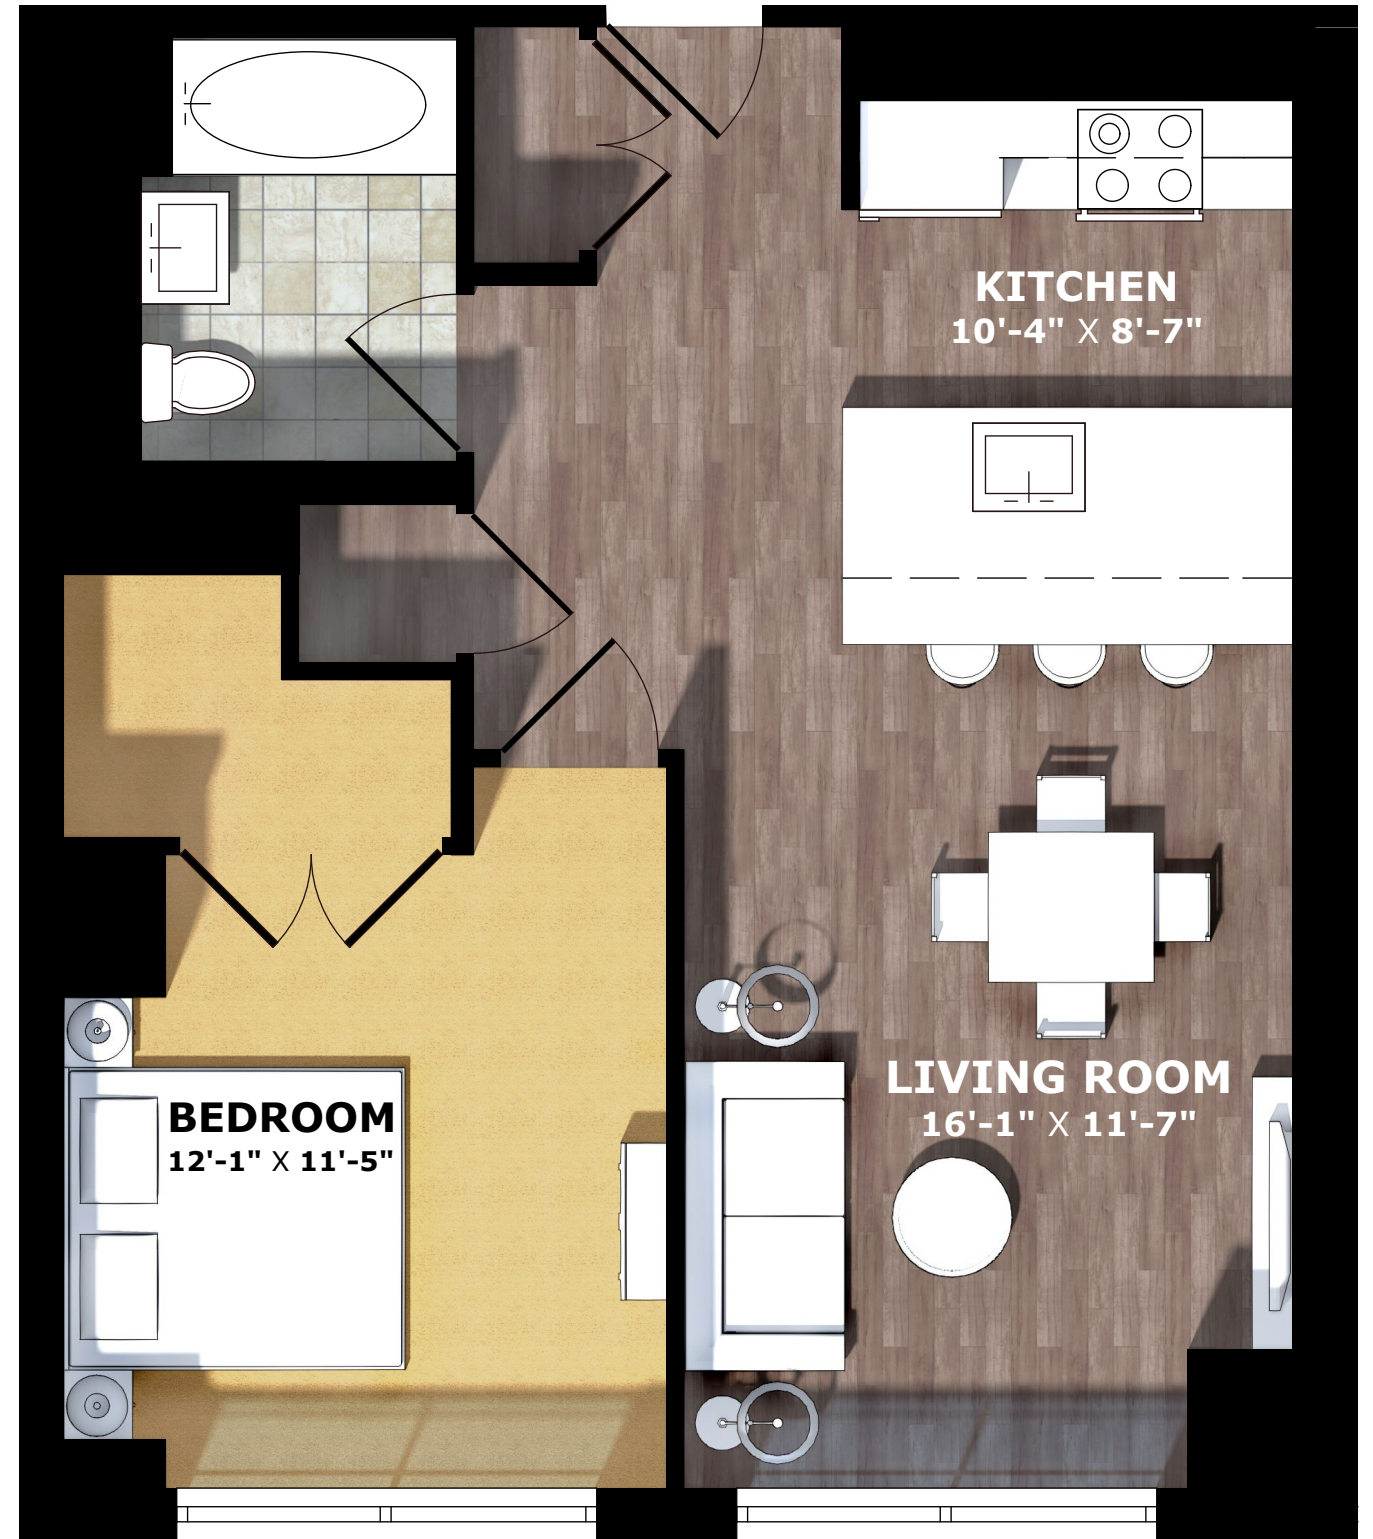 KITCHEN
10'-4" X 8'-7"
LIVING ROOM
16'-1" X 11'-7"
BEDROOM
12'-1" X 11'-5"